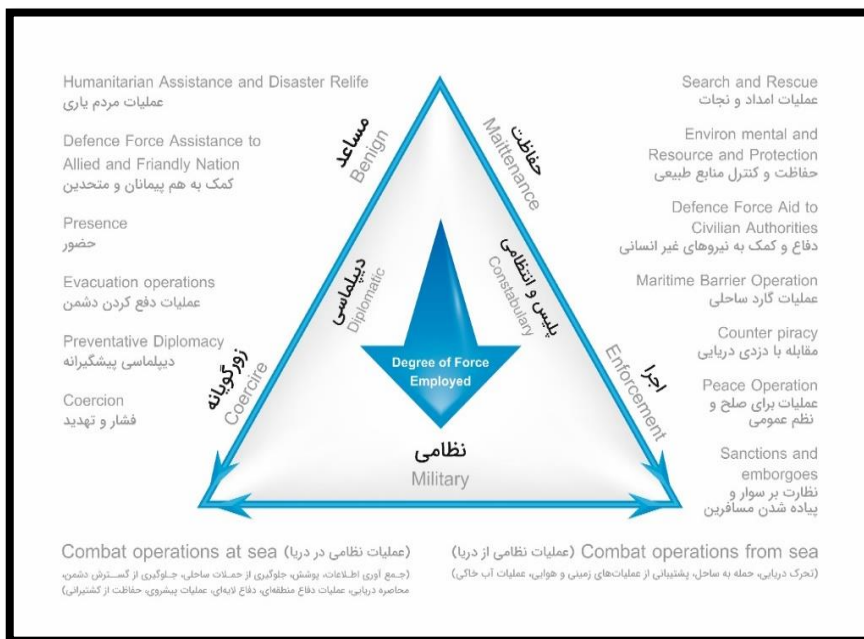 Humanitarian Assistance and Disaster Relife
عملیات مردم یاری
Defence Force Assistance to
Allied and Friandly Nation
کمک به هم پیمانان و متحدین
Presence
حضور
Evacuation operations
عملیات دفع کردن دشمن
Preventative Diplomacy
دیپلماسی پیشگیرانه
Coercion
فشار و تهدید
مساعد
Benign
دیپلماسی
Diplomatic
زورگویانه
Coercire
حفاظت
Maittenance
پلیس و انتظامی
Constabulary
اجرا
Enforcement
Degree of Force
Employed
نظامی
Military
Search and Rescue
عملیات امداد و نجات
Environ mental and
Resource and Protection
حفاظت و کنترل منابع طبیعی
Defence Force Aid to
Civilian Authorities
دفاع و کمک به نیروهای غیر انسانی
Maritime Barrier Operation
عملیات گارد ساحلی
Counter piracy
مقابله با دزدی دریایی
Peace Operation
عملیات برای صلح و
نظم عمومی
Sanctions and
emborgoes
نظارت بر سوار و
پیاده شدن مسافرین
Combat operations at sea (عملیات نظامی در دریا)
(جـمع آوری اطـلاعات، پوشش، جلوگیری از حمـلات ساحلی، جـلوگیری از گســترش دشمن،
محاصره دریایی، عملیات دفاع منطقه‌ای، دفاع لایه‌ای، عملیات پیشروی، حفاظت از کشتیرانی)
Combat operations from sea (عملیات نظامی از دریا)
(تحرک دریایی، حمله به ساحل، پشتیبانی از عملیات‌های زمینی و هوایی، عملیات آب خاکی)